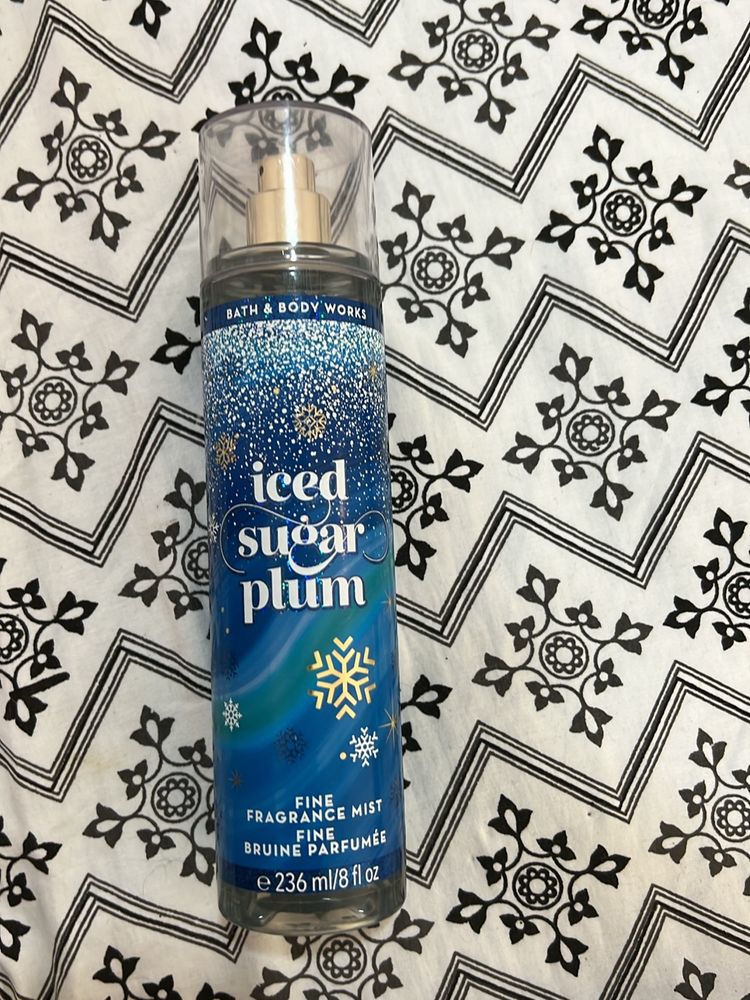 BATH & BODY WORKS
iced
sugar
plum
FINE
FRAGRANCE MIST
FINE
BRUINE PARFUMÉE
℮ 236 ml/8 fl oz